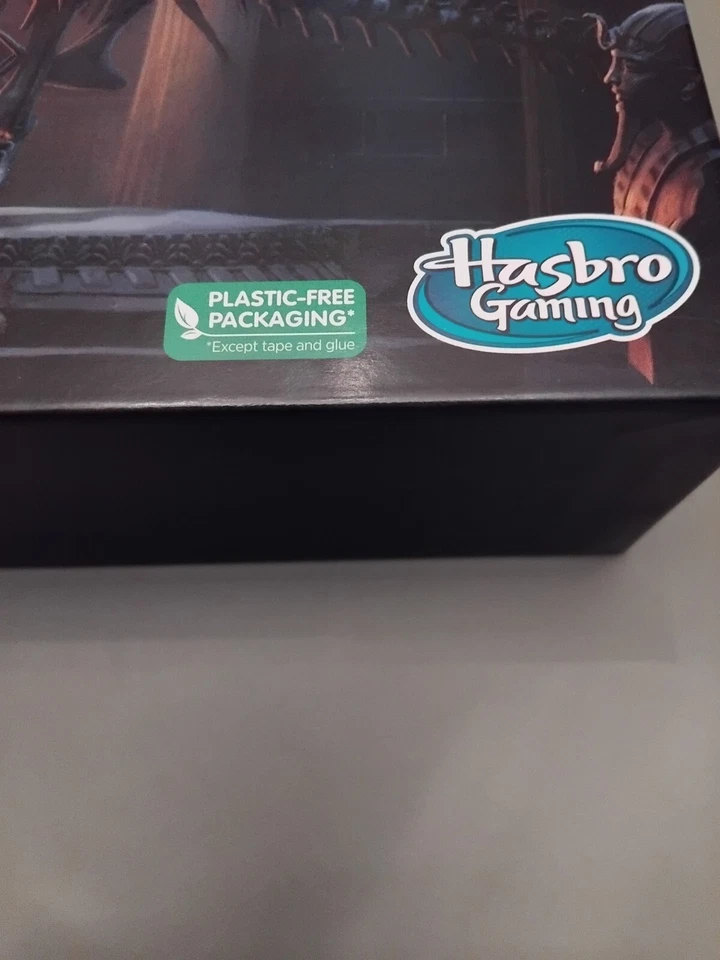 PLASTIC-FREE
PACKAGING*
*Except tape and glue
Hasbro
Gaming